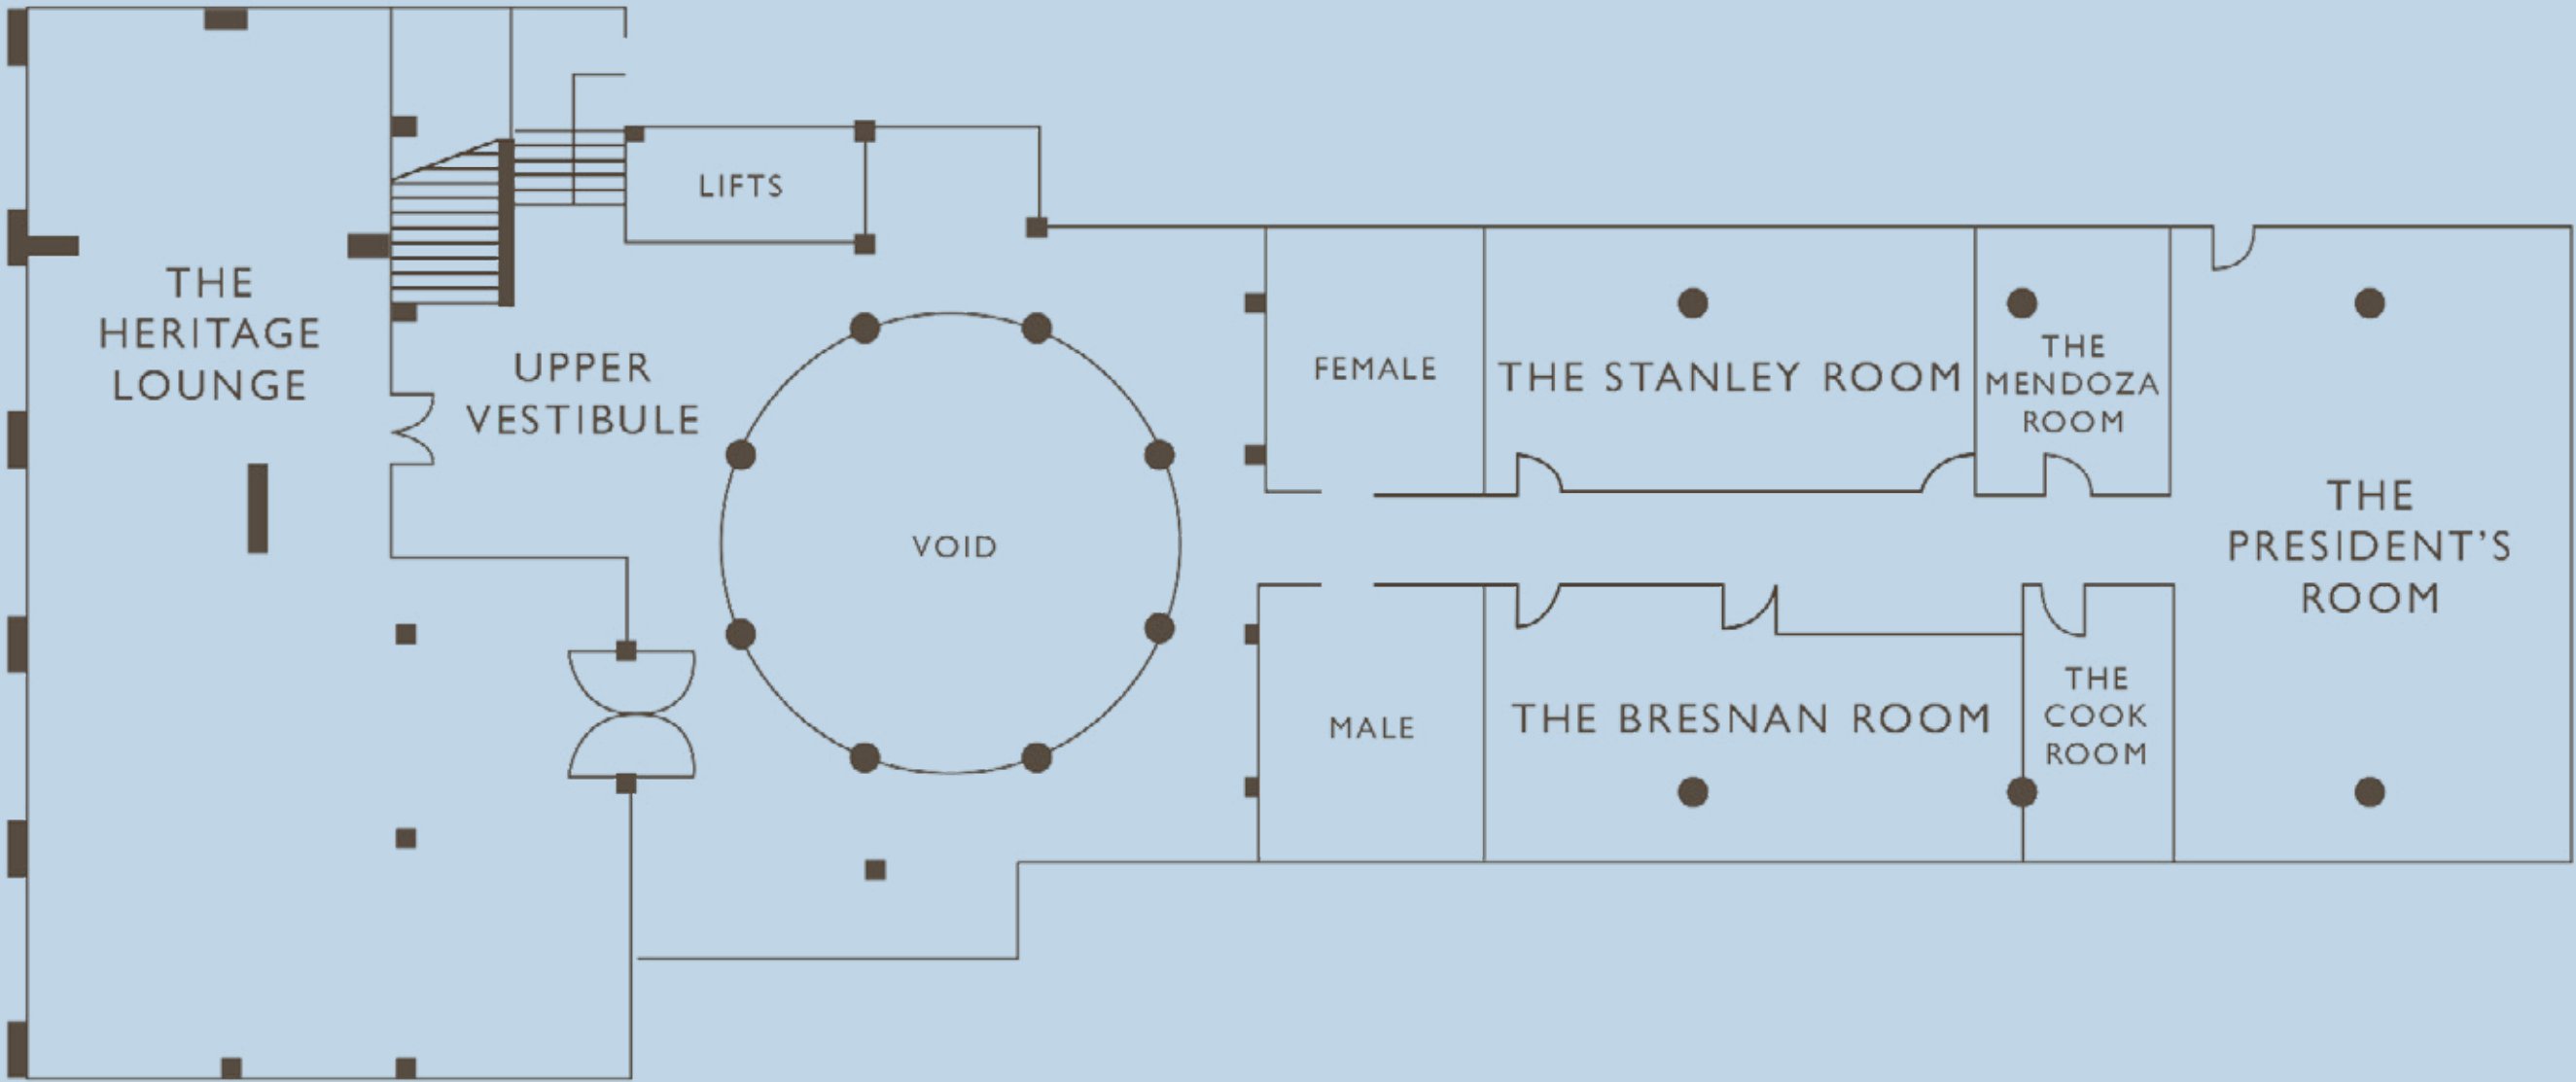 LIFTS
THE
HERITAGE
LOUNGE
UPPER
VESTIBULE
VOID
FEMALE
MALE
THE STANLEY ROOM
THE
MENDOZA
ROOM
THE BRESNAN ROOM
THE
COOK
ROOM
THE
PRESIDENT’S
ROOM